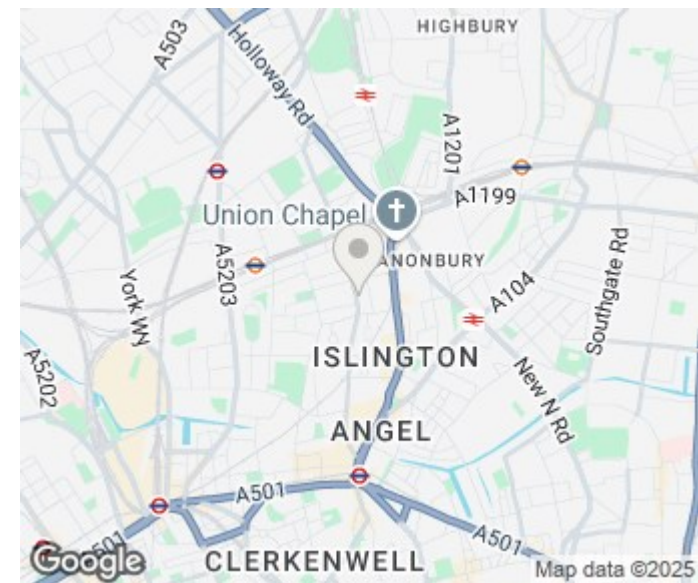 HIGHBURY
A503
Holloway Rd
A1201
A1199
Union Chapel
ANONBURY
A5203
York WY
A104
Southgate Rd
A5202
ISLINGTON
New N Rd
ANGEL
A501
A501
501
CLERKENWELL
Google
Map data ©2025